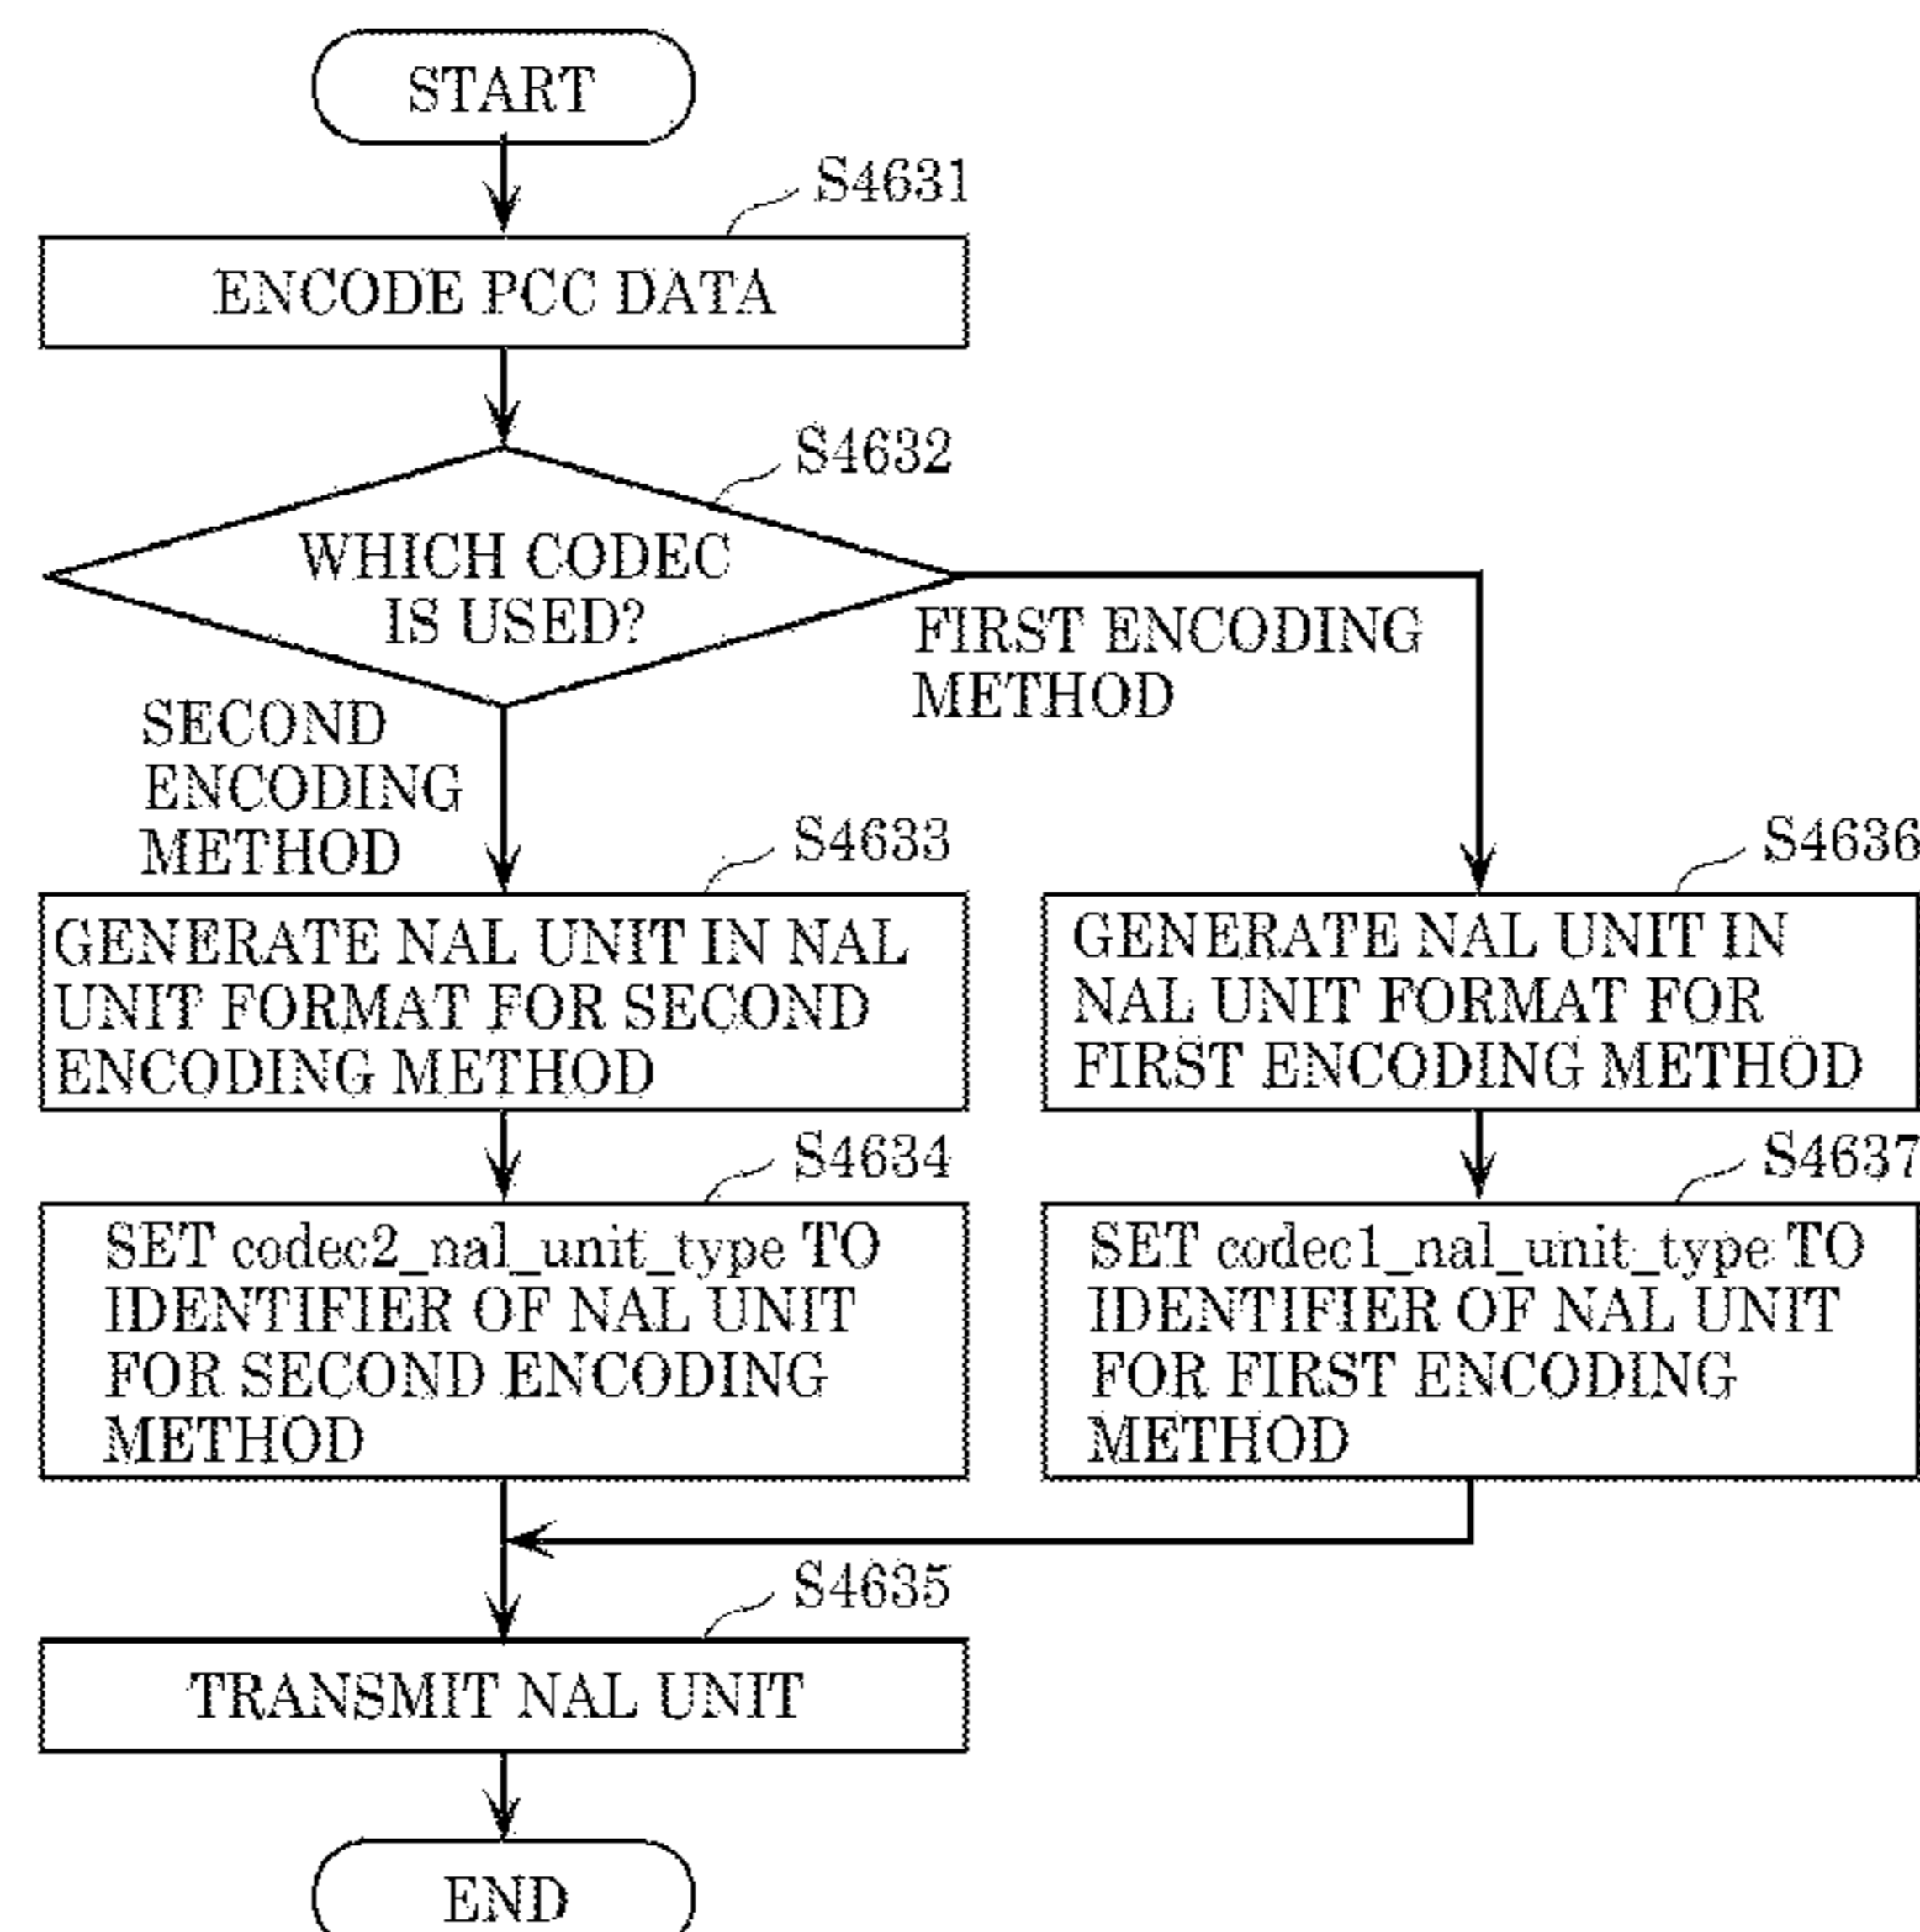 START
S4631
ENCODE PCC DATA
S4632
WHICH CODEC
IS USED?
FIRST ENCODING
METHOD
SECOND
ENCODING
METHOD
S4633
GENERATE NAL UNIT IN NAL
UNIT FORMAT FOR SECOND
ENCODING METHOD
S4636
GENERATE NAL UNIT IN
NAL UNIT FORMAT FOR
FIRST ENCODING METHOD
S4634
SET codec2_nal_unit_type TO
IDENTIFIER OF NAL UNIT
FOR SECOND ENCODING
METHOD
S4637
SET codec1_nal_unit_type TO
IDENTIFIER OF NAL UNIT
FOR FIRST ENCODING
METHOD
S4635
TRANSMIT NAL UNIT
END